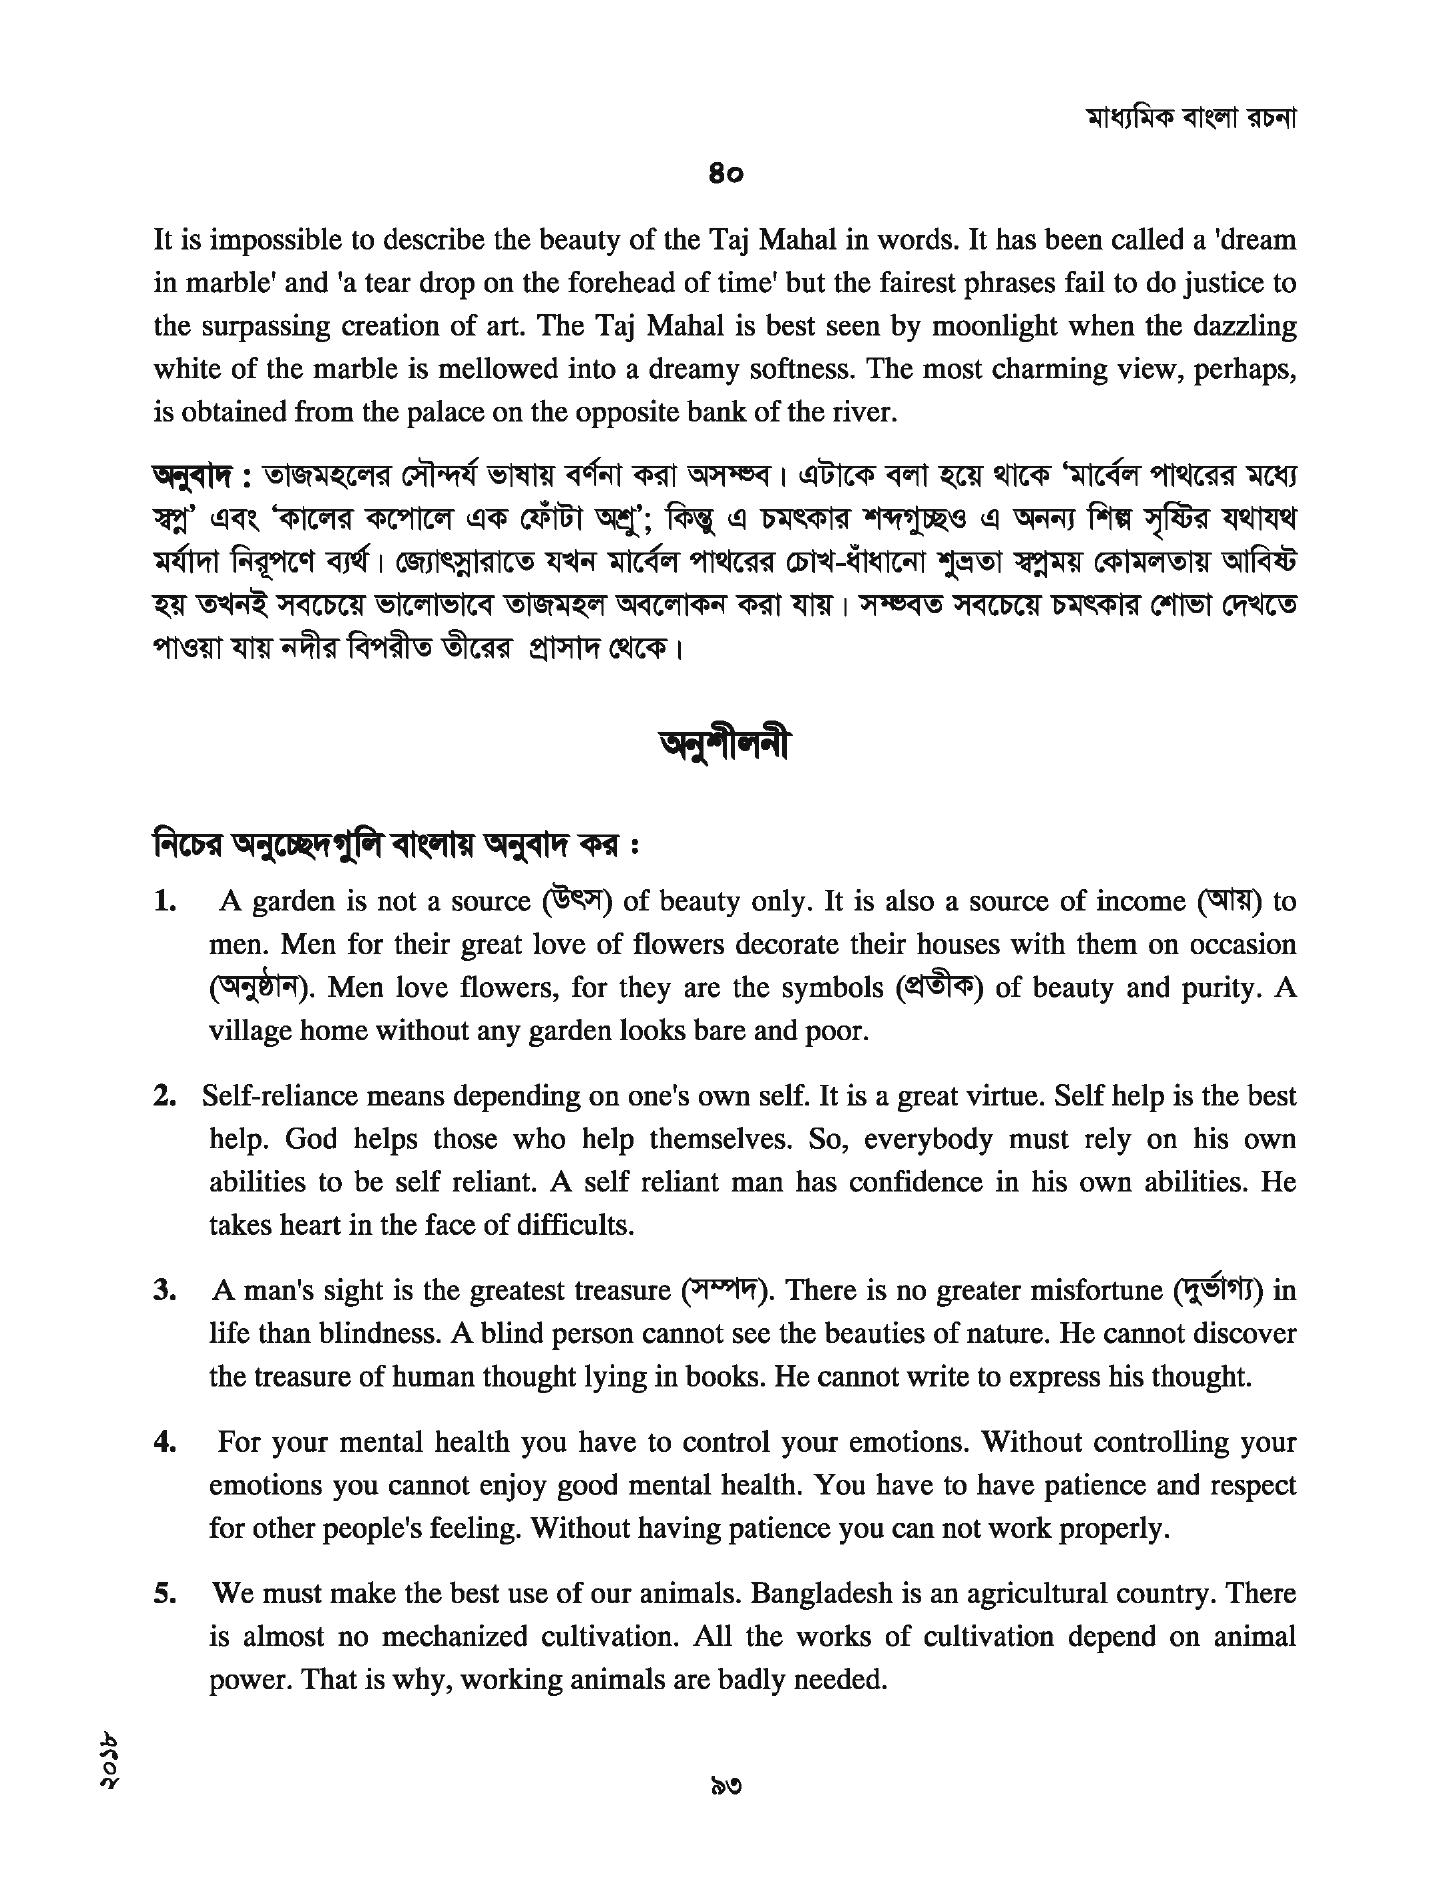 মাধ্যমিক বাংলা রচনা
৪০
It is impossible to describe the beauty of the Taj Mahal in words. It has been called a 'dream
in marble' and 'a tear drop on the forehead of time' but the fairest phrases fail to do justice to
the surpassing creation of art. The Taj Mahal is best seen by moonlight when the dazzling
white of the marble is mellowed into a dreamy softness. The most charming view, perhaps,
is obtained from the palace on the opposite bank of the river.
অনুবাদ : তাজমহলের সৌন্দর্য ভাষায় বর্ণনা করা অসম্ভব। এটাকে বলা হয়ে থাকে ‘মার্বেল পাথরের মধ্যে
স্বপ্ন’ এবং ‘কালের কপোলে এক ফোঁটা অশ্রু’; কিন্তু এ চমৎকার শব্দগুচ্ছও এ অনন্য শিল্প সৃষ্টির যথাযথ
মর্যাদা নিরূপণে ব্যর্থ। জ্যোৎস্নারাতে যখন মার্বেল পাথরের চোখ-ধাঁধানো শুভ্রতা স্বপ্নময় কোমলতায় আবিষ্ট
হয় তখনই সবচেয়ে ভালোভাবে তাজমহল অবলোকন করা যায়। সম্ভবত সবচেয়ে চমৎকার শোভা দেখতে
পাওয়া যায় নদীর বিপরীত তীরের প্রাসাদ থেকে।
অনুশীলনী
নিচের অনুচ্ছেদগুলি বাংলায় অনুবাদ কর :
1. A garden is not a source (উৎস) of beauty only. It is also a source of income (আয়) to
men. Men for their great love of flowers decorate their houses with them on occasion
(অনুষ্ঠান). Men love flowers, for they are the symbols (প্রতীক) of beauty and purity. A
village home without any garden looks bare and poor.
2. Self-reliance means depending on one's own self. It is a great virtue. Self help is the best
help. God helps those who help themselves. So, everybody must rely on his own
abilities to be self reliant. A self reliant man has confidence in his own abilities. He
takes heart in the face of difficults.
3. A man's sight is the greatest treasure (সম্পদ). There is no greater misfortune (দুর্ভাগ্য) in
life than blindness. A blind person cannot see the beauties of nature. He cannot discover
the treasure of human thought lying in books. He cannot write to express his thought.
4. For your mental health you have to control your emotions. Without controlling your
emotions you cannot enjoy good mental health. You have to have patience and respect
for other people's feeling. Without having patience you can not work properly.
5. We must make the best use of our animals. Bangladesh is an agricultural country. There
is almost no mechanized cultivation. All the works of cultivation depend on animal
power. That is why, working animals are badly needed.
২০১৮
৯৩